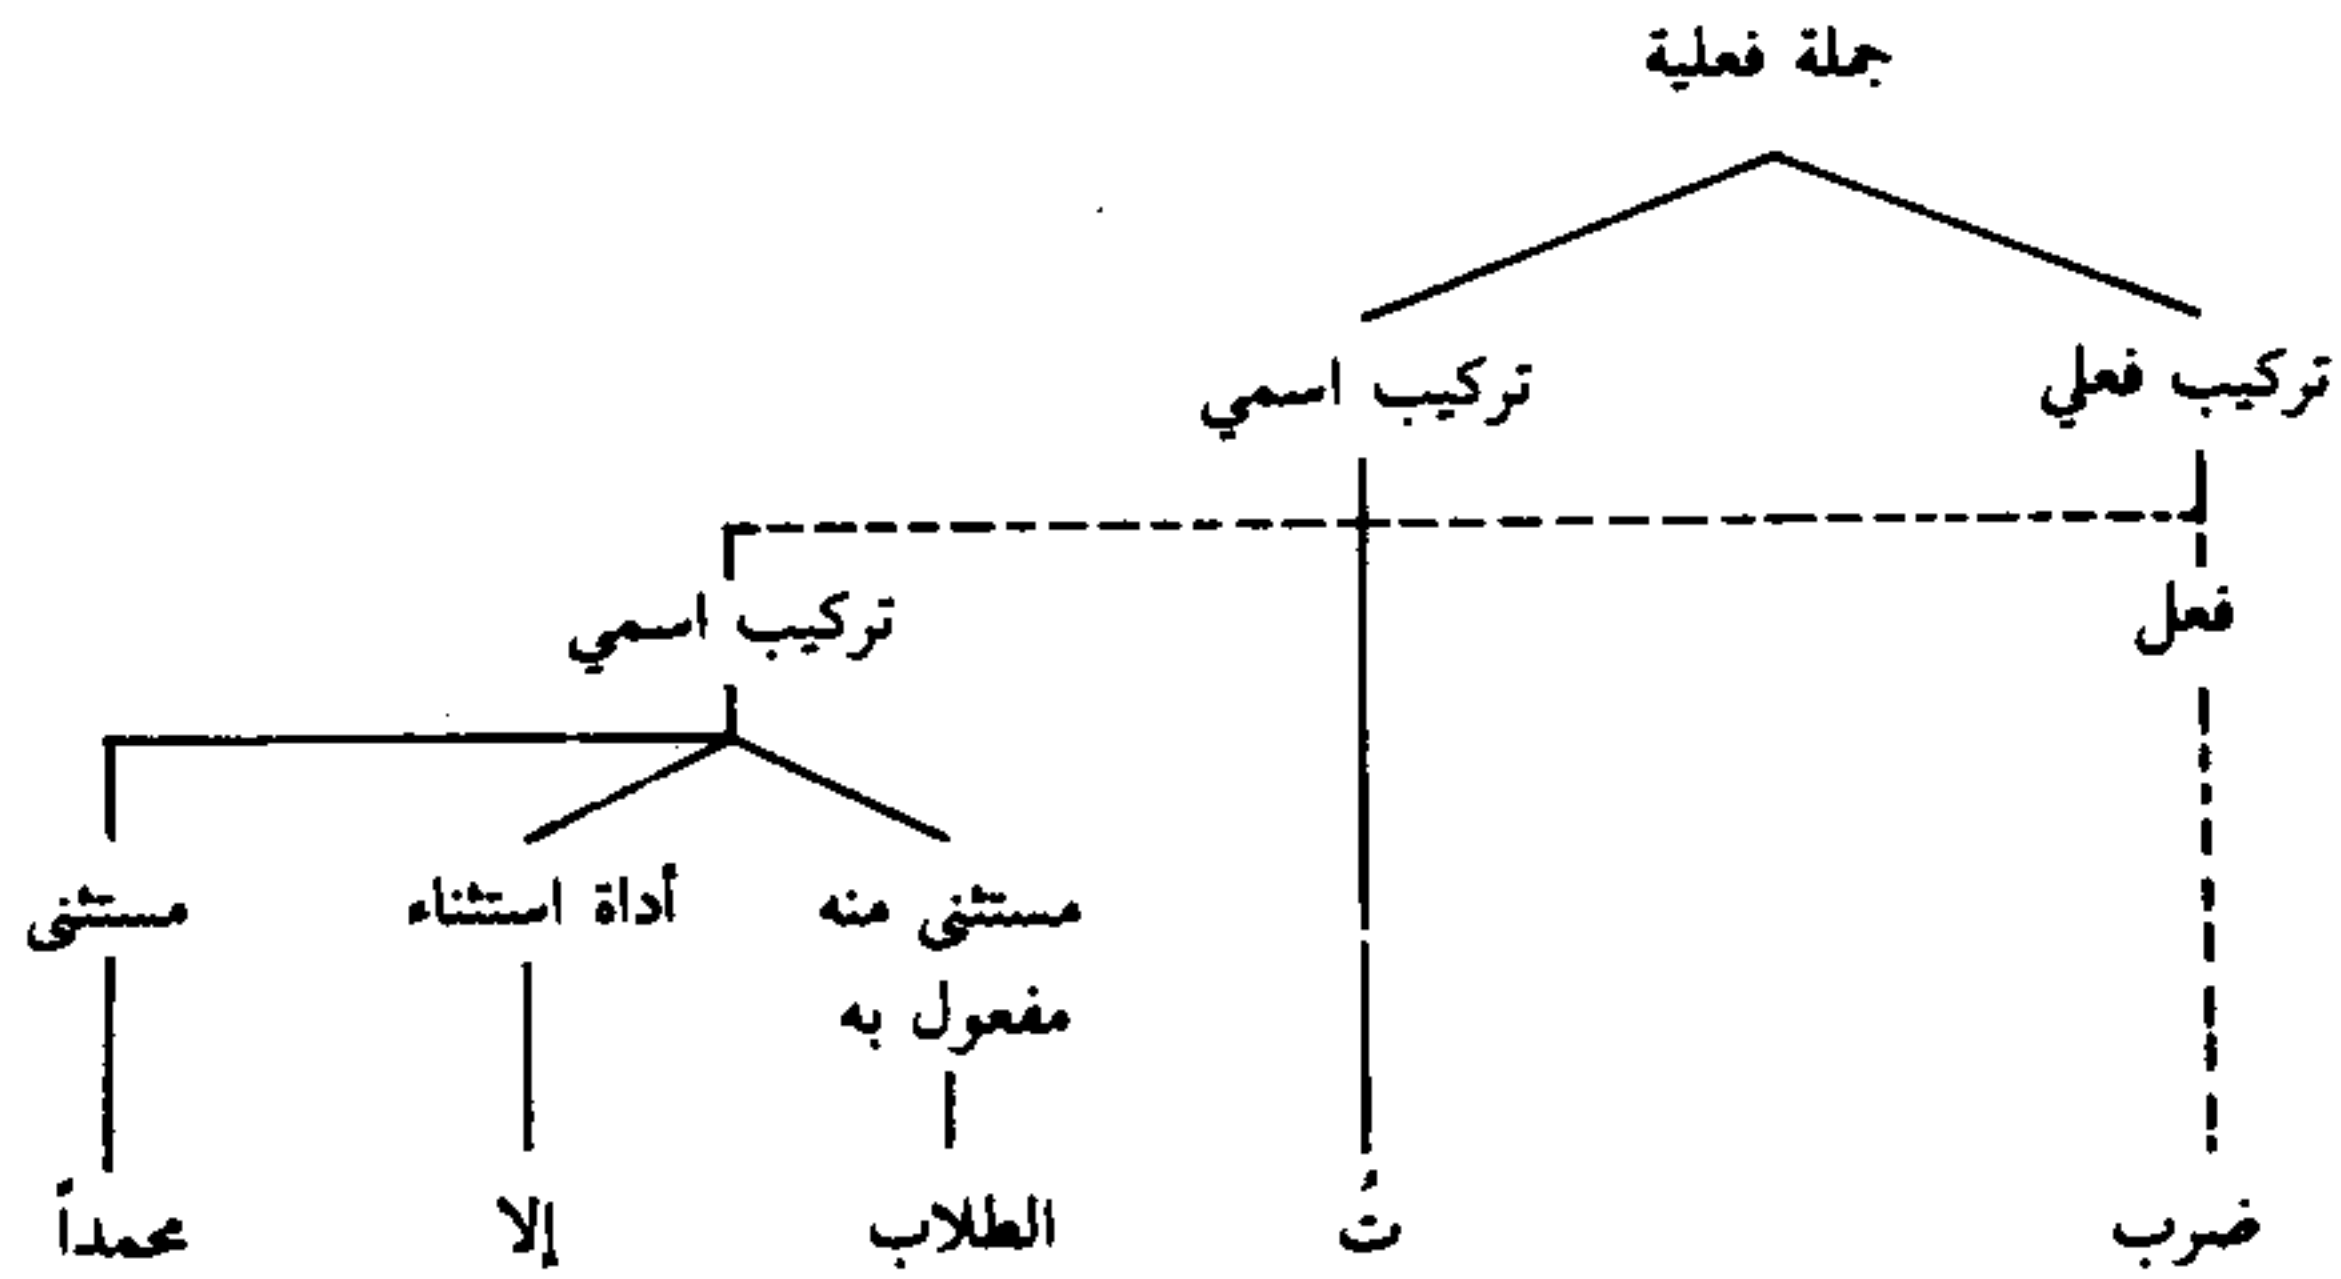 جملة فعلية
تركيب فعلي تركيب اسمي
فعل تركيب اسمي
مستثنى منه أداة استثناء مستثنى
مفعول به
ضرب تُ الطلاب إلا محمداً